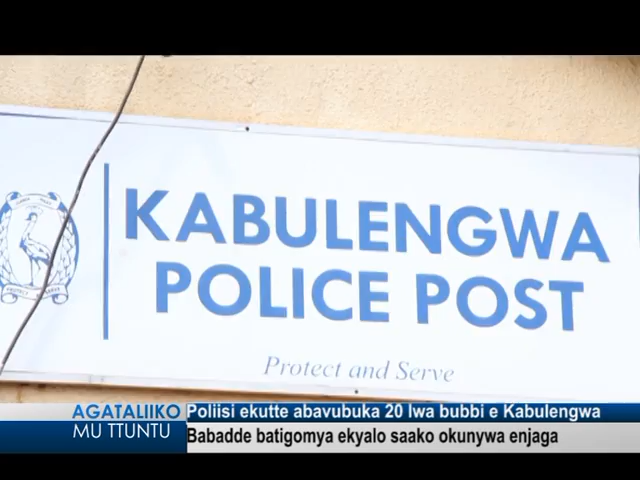 KABULENGWA
POLICE POST
Protect and Serve
AGATALIIKO
MU TTUNTU
Poliisi ekutte abavubuka 20 lwa bubbi e Kabulengwa
Babadde batigomya ekyalo saako okunywa enjaga